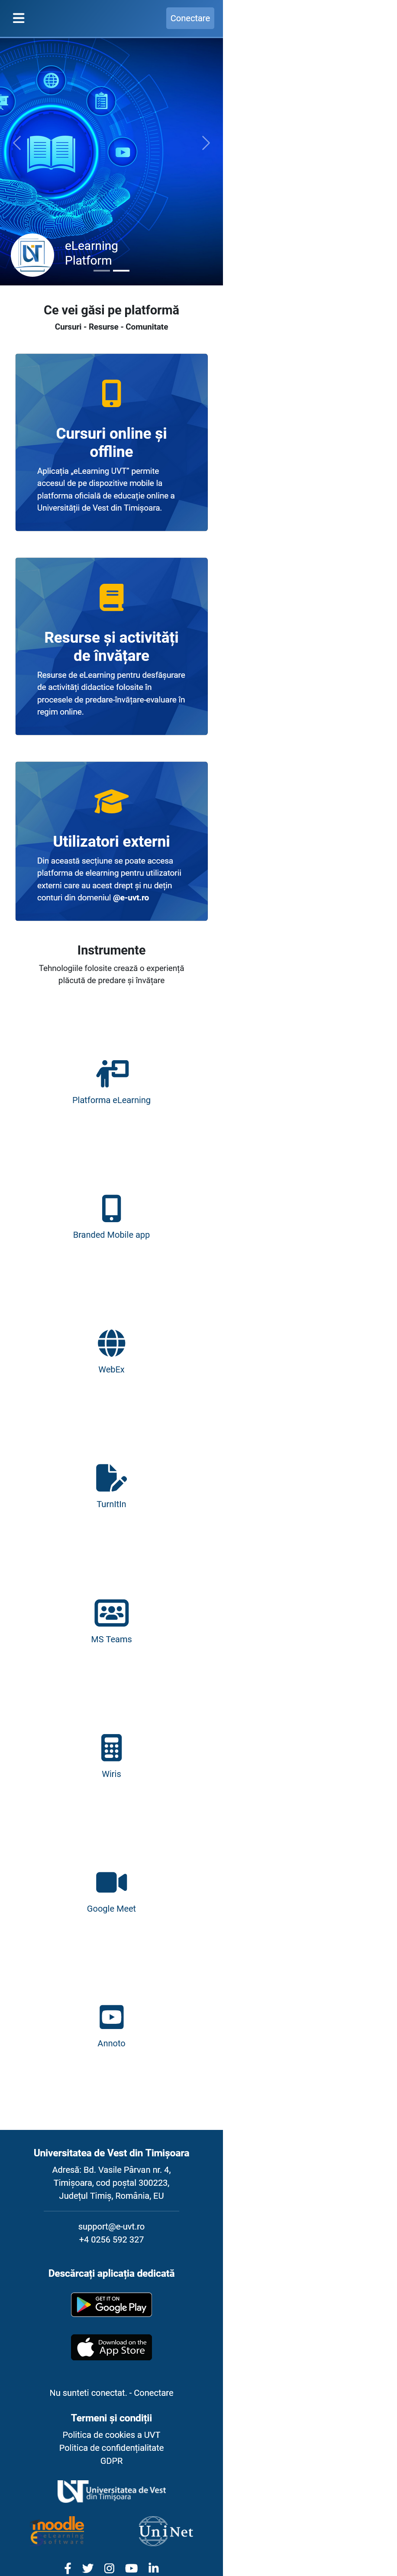 Conectare
eLearning
Platform
Ce vei găsi pe platformă
Cursuri - Resurse - Comunitate
Cursuri online și
offline
Aplicația „eLearning UVT” permite
accesul de pe dispozitive mobile la
platforma oficială de educație online a
Universității de Vest din Timișoara.
Resurse și activități
de învățare
Resurse de eLearning pentru desfășurare
de activități didactice folosite în
procesele de predare-învățare-evaluare în
regim online.
Utilizatori externi
Din această secțiune se poate accesa
platforma de elearning pentru utilizatorii
externi care au acest drept și nu dețin
conturi din domeniul @e-uvt.ro
Instrumente
Tehnologiile folosite crează o experiență
plăcută de predare și învățare
Platforma eLearning
Branded Mobile app
WebEx
TurnItIn
MS Teams
Wiris
Google Meet
Annoto
Universitatea de Vest din Timișoara
Adresă: Bd. Vasile Pârvan nr. 4,
Timișoara, cod poștal 300223,
Județul Timiș, România, EU
support@e-uvt.ro
+4 0256 592 327
Descărcați aplicația dedicată
GET IT ON
Google Play
Download on the
App Store
Nu sunteti conectat. - Conectare
Termeni și condiții
Politica de cookies a UVT
Politica de confidențialitate
GDPR
Universitatea de Vest
din Timișoara
noodle
eLearning
software
UniNet